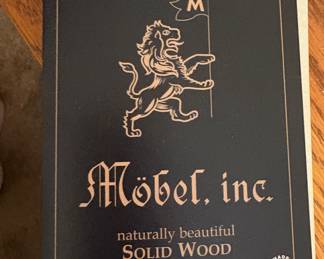 M
Möbel, inc.
naturally beautiful
SOLID WOOD